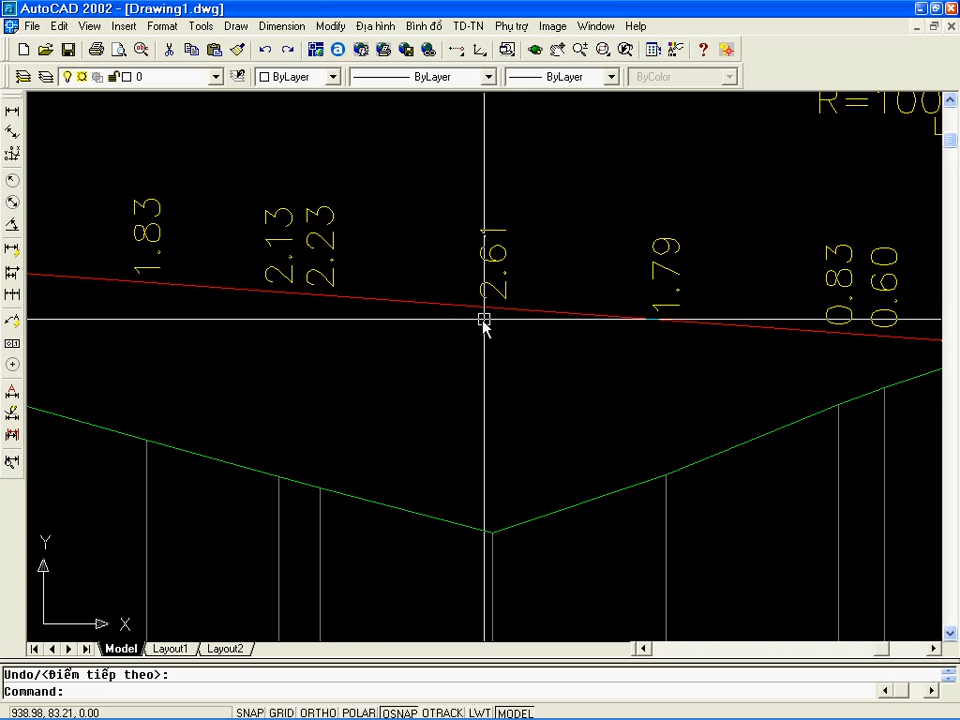 AutoCAD 2002 - [Drawing1.dwg]
File Edit View Insert Format Tools Draw Dimension Modify Địa hình Bình đồ TD-TN Phụ trợ Image Window Help
0 ByLayer ByLayer ByLayer ByColor
R=100
1.83
2.13
2.23
2.61
1.79
0.83
0.60
Y
X
Model Layout1 Layout2
Undo/<Điểm tiếp theo>:
Command:
938.98, 83.21, 0.00 SNAP GRID ORTHO POLAR OSNAP OTRACK LWT MODEL